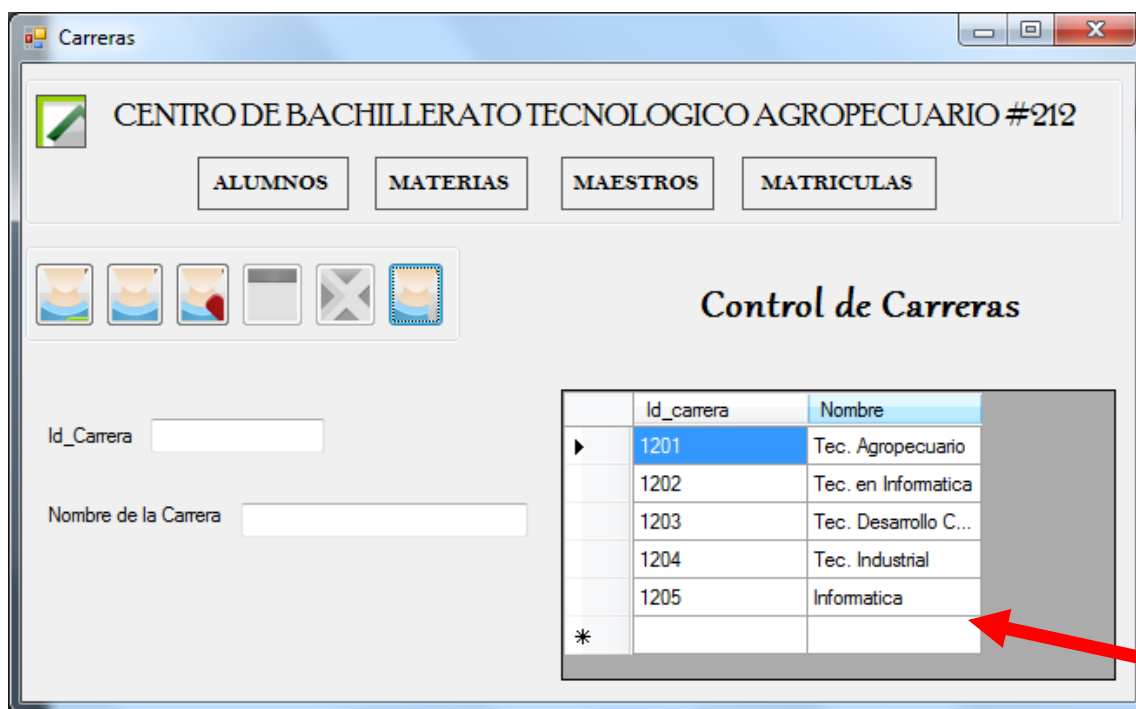 Carreras
CENTRO DE BACHILLERATO TECNOLOGICO AGROPECUARIO #212
ALUMNOS MATERIAS MAESTROS MATRICULAS
Control de Carreras
Id_Carrera
Nombre de la Carrera
Id_carrera Nombre
1201 Tec. Agropecuario
1202 Tec. en Informatica
1203 Tec. Desarrollo C...
1204 Tec. Industrial
1205 Informatica